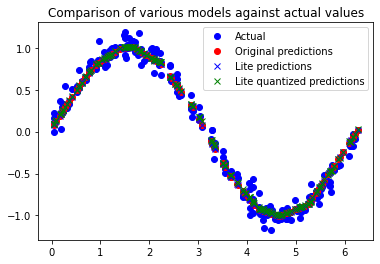 Comparison of various models against actual values
Actual
Original predictions
Lite predictions
Lite quantized predictions
1.0
0.5
0.0
−0.5
−1.0
0 1 2 3 4 5 6